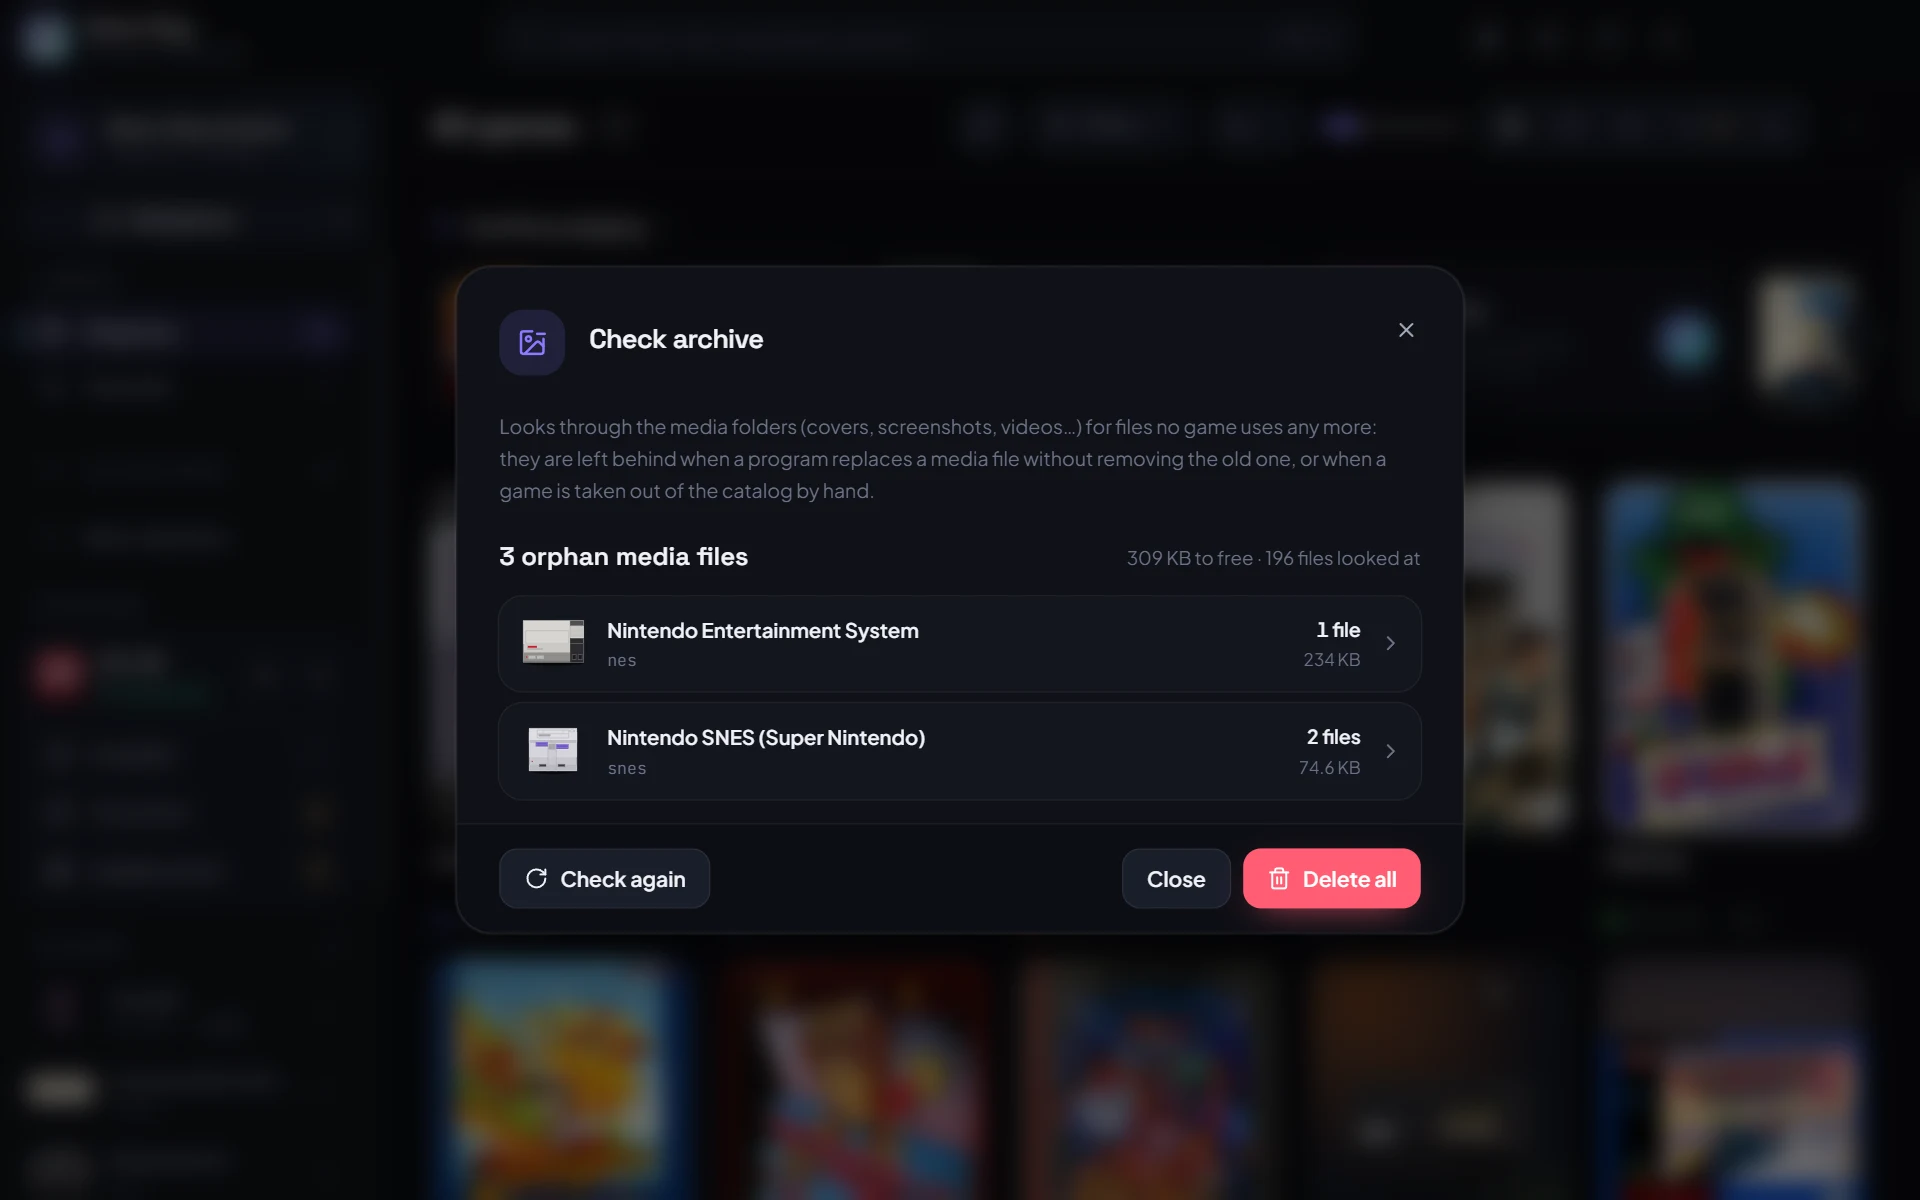 Check archive
Looks through the media folders (covers, screenshots, videos…) for files no game uses any more:
they are left behind when a program replaces a media file without removing the old one, or when a
game is taken out of the catalog by hand.
3 orphan media files
309 KB to free · 196 files looked at
Nintendo Entertainment System
1 file
nes
234 KB
Nintendo SNES (Super Nintendo)
2 files
snes
74.6 KB
Check again
Close
Delete all